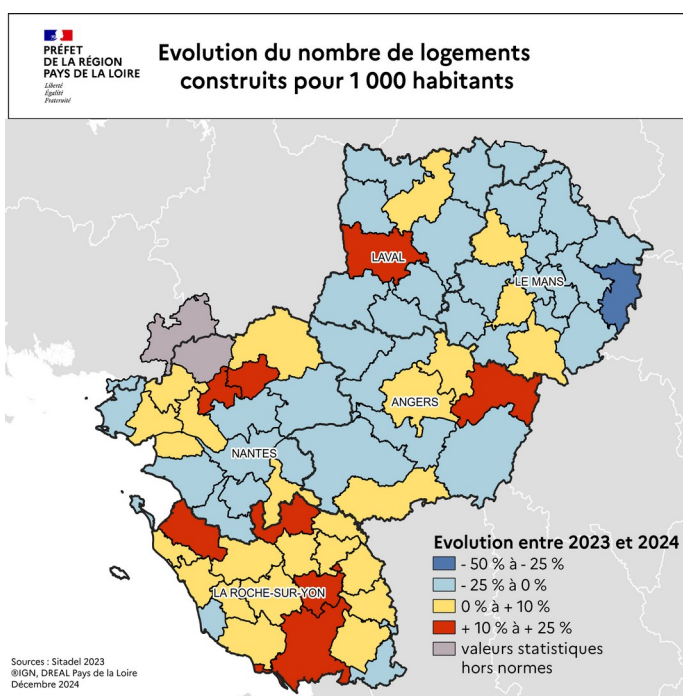 PRÉFET
DE LA RÉGION
PAYS DE LA LOIRE
Liberté
Égalité
Fraternité
Evolution du nombre de logements
construits pour 1 000 habitants
LAVAL
LE MANS
ANGERS
NANTES
LA ROCHE-SUR-YON
Evolution entre 2023 et 2024
- 50 % à - 25 %
- 25 % à 0 %
0 % à + 10 %
+ 10 % à + 25 %
valeurs statistiques
hors normes
Sources : Sitadel 2023
®IGN, DREAL Pays de la Loire
Décembre 2024